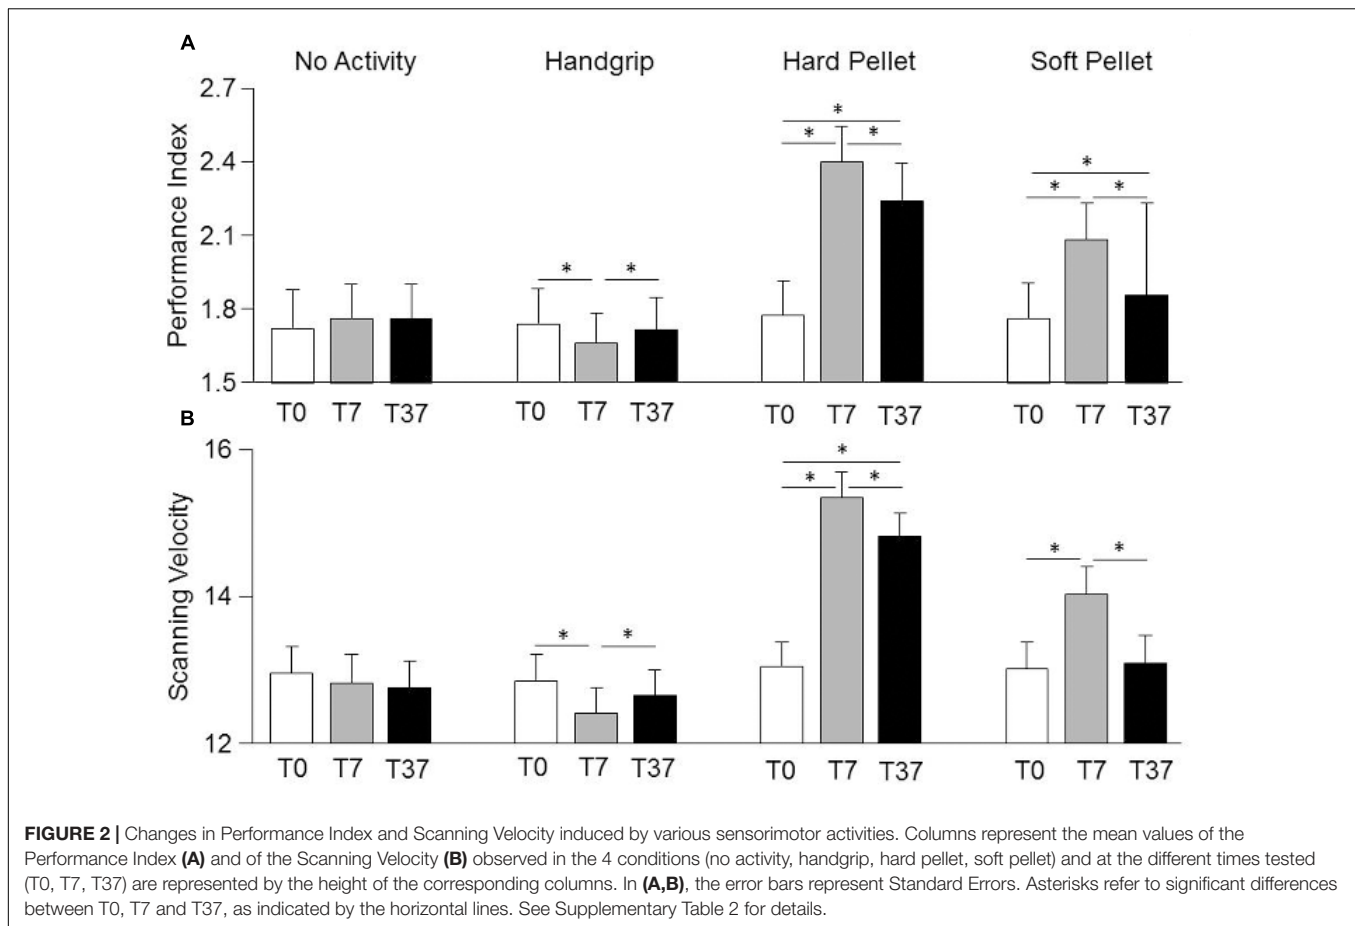 A
No Activity Handgrip Hard Pellet Soft Pellet
Performance Index
2.7
2.4
2.1
1.8
1.5
* *
* * *
* * *
T0 T7 T37 T0 T7 T37 T0 T7 T37 T0 T7 T37
B
Scanning Velocity
16
14
12
* *
* * *
* *
T0 T7 T37 T0 T7 T37 T0 T7 T37 T0 T7 T37
FIGURE 2 | Changes in Performance Index and Scanning Velocity induced by various sensorimotor activities. Columns represent the mean values of the
Performance Index (A) and of the Scanning Velocity (B) observed in the 4 conditions (no activity, handgrip, hard pellet, soft pellet) and at the different times tested
(T0, T7, T37) are represented by the height of the corresponding columns. In (A,B), the error bars represent Standard Errors. Asterisks refer to significant differences
between T0, T7 and T37, as indicated by the horizontal lines. See Supplementary Table 2 for details.